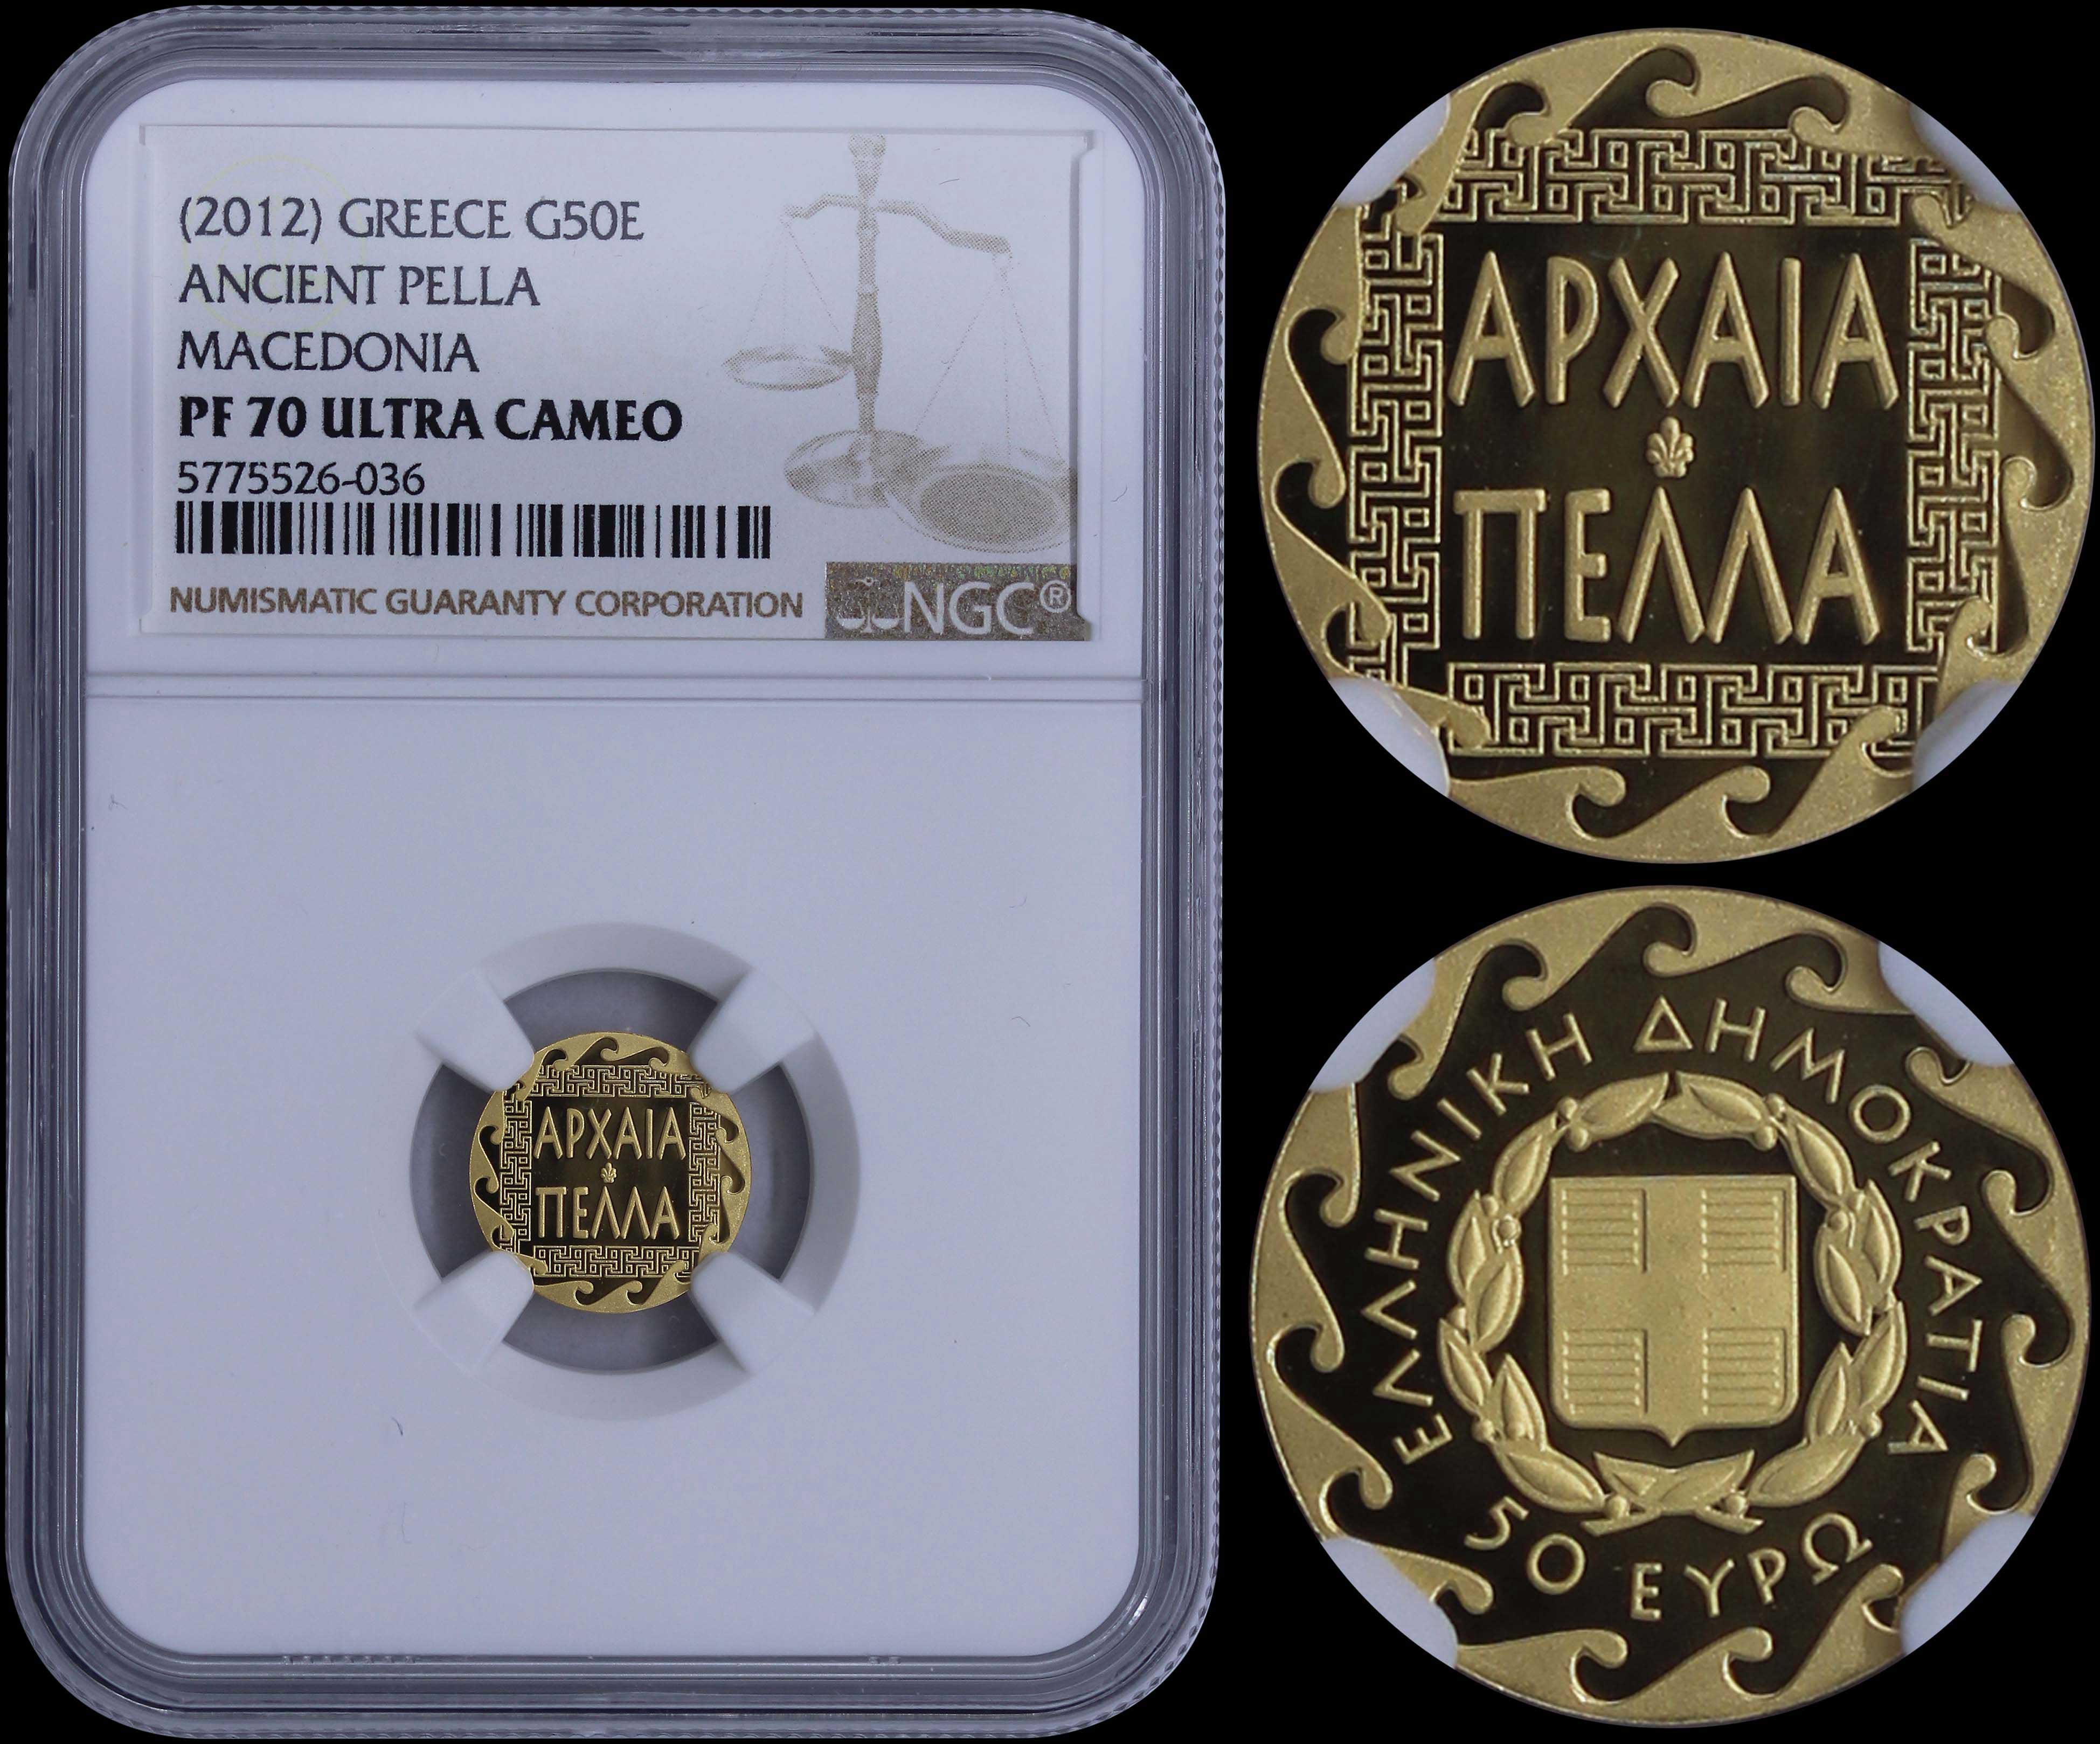 (2012) GREECE G50E
ANCIENT PELLA
MACEDONIA
PF 70 ULTRA CAMEO
5775526-036
NUMISMATIC GUARANTY CORPORATION
NGC®
ΑΡΧΑΙΑ
ΠΕΛΛΑ
ΑΡΧΑΙΑ
ΠΕΛΛΑ
ΕΛΛΗΝΙΚΗ ΔΗΜΟΚΡΑΤΙΑ
50 ΕΥΡΩ